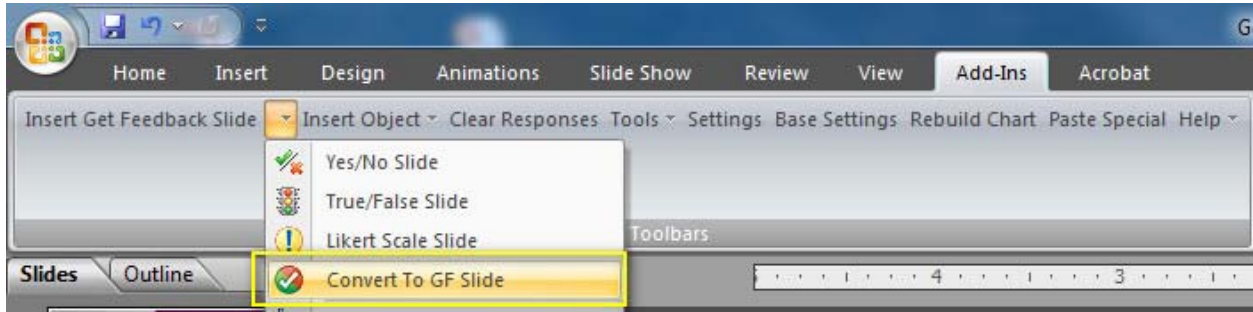 G
Home Insert Design Animations Slide Show Review View Add-Ins Acrobat
Insert Get Feedback Slide Insert Object Clear Responses Tools Settings Base Settings Rebuild Chart Paste Special Help
Yes/No Slide
True/False Slide
Likert Scale Slide
Toolbars
Convert To GF Slide
Slides Outline
4 3